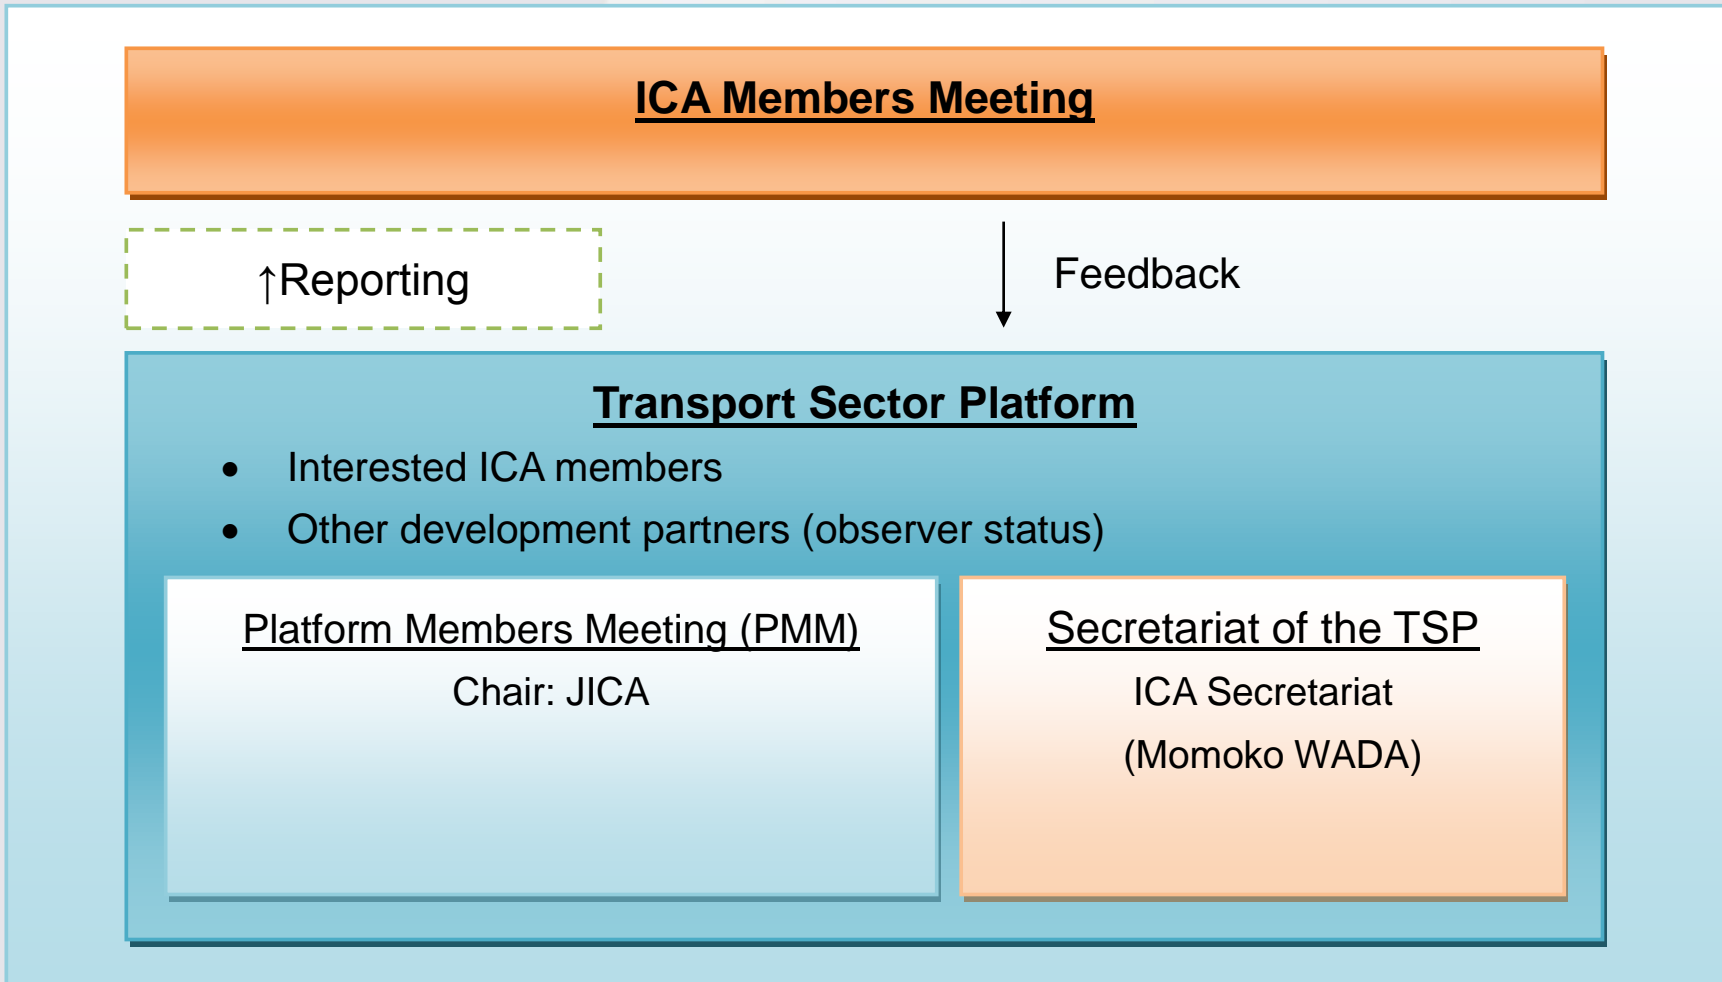 ICA Members Meeting
↑Reporting
Feedback
Transport Sector Platform
• Interested ICA members
• Other development partners (observer status)
Platform Members Meeting (PMM)
Chair: JICA
Secretariat of the TSP
ICA Secretariat
(Momoko WADA)